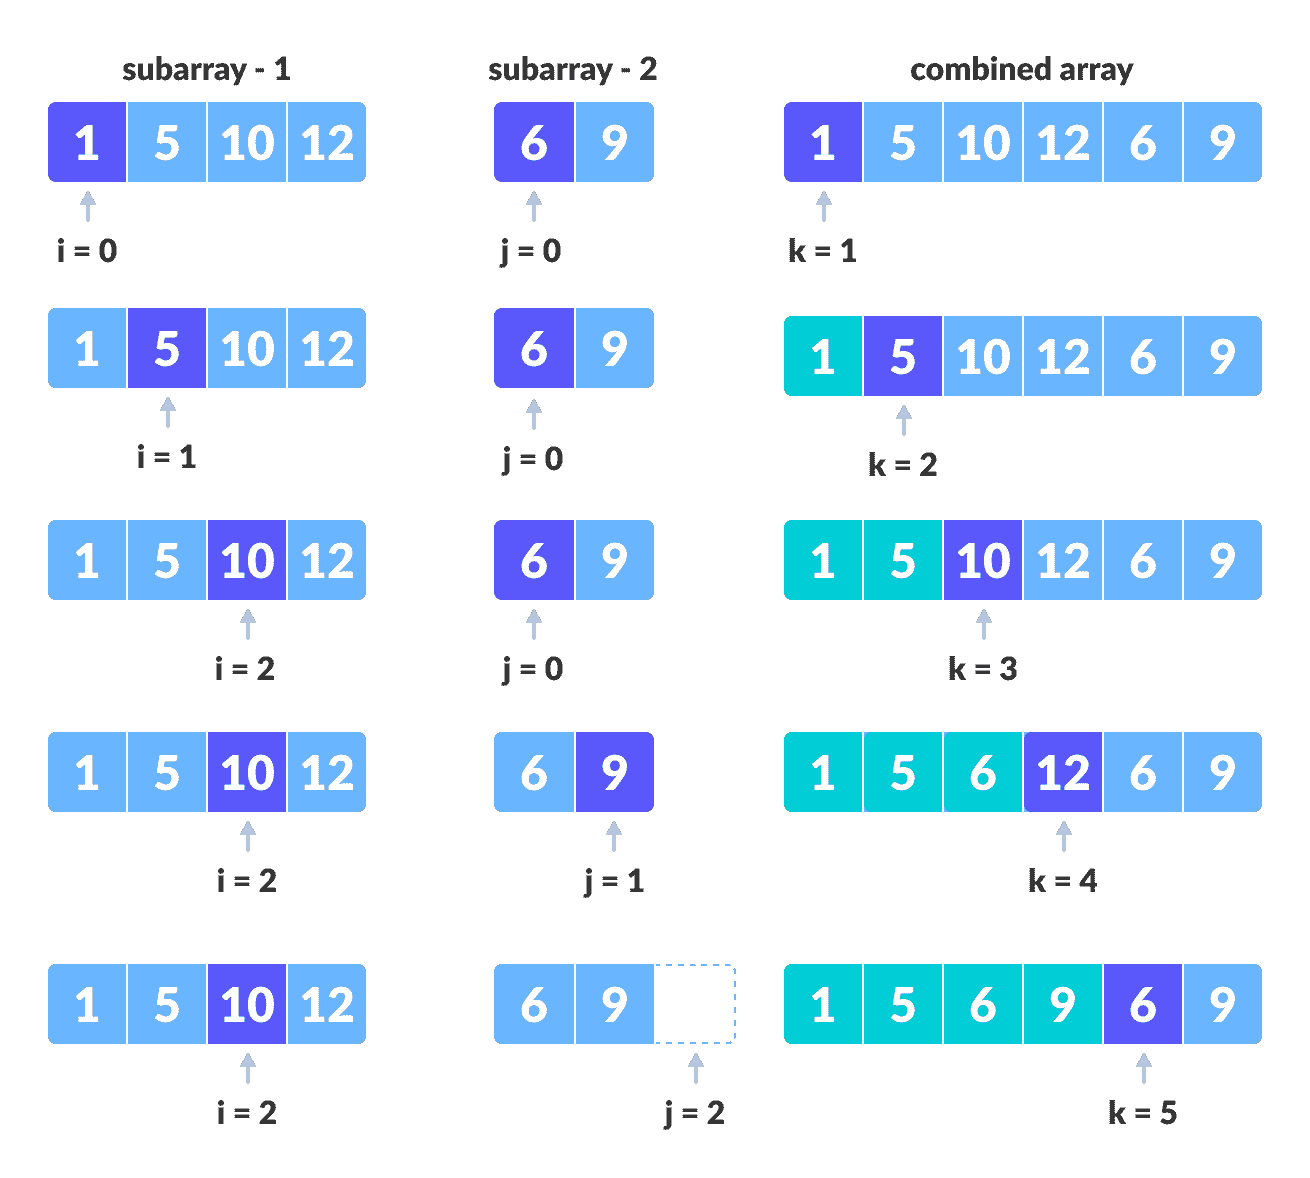 subarray - 1 subarray - 2 combined array
1 5 10 12 6 9 1 5 10 12 6 9
i = 0 j = 0 k = 1
1 5 10 12 6 9 1 5 10 12 6 9
i = 1 j = 0 k = 2
1 5 10 12 6 9 1 5 10 12 6 9
i = 2 j = 0 k = 3
1 5 10 12 6 9 1 5 6 12 6 9
i = 2 j = 1 k = 4
1 5 10 12 6 9 1 5 6 9 6 9
i = 2 j = 2 k = 5